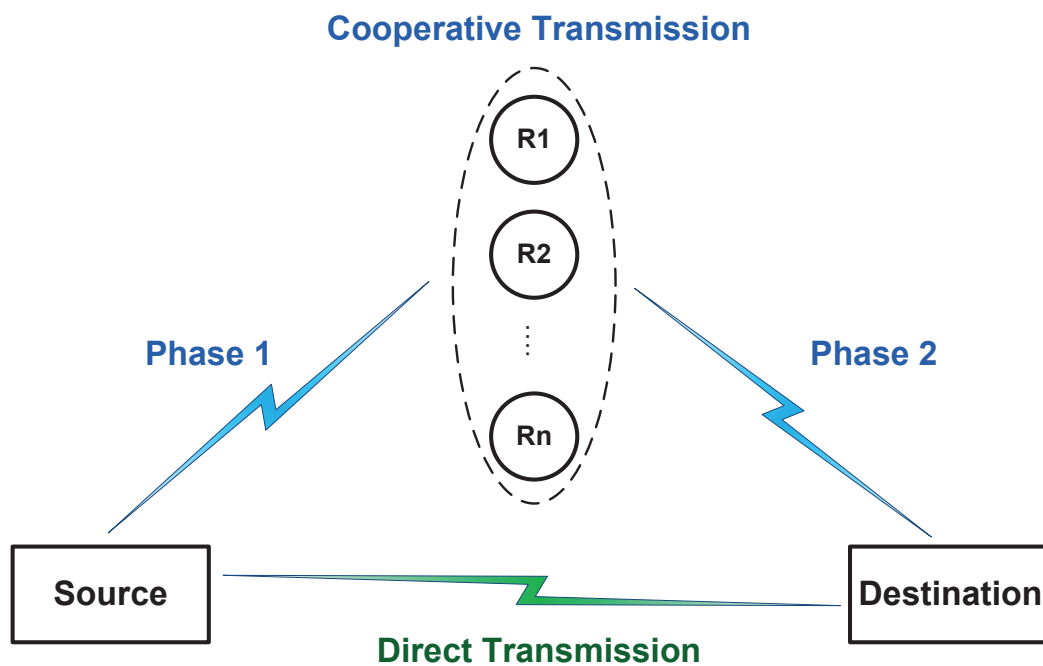 Cooperative Transmission
R1
R2
Phase 1
Phase 2
Rn
Source
Destination
Direct Transmission